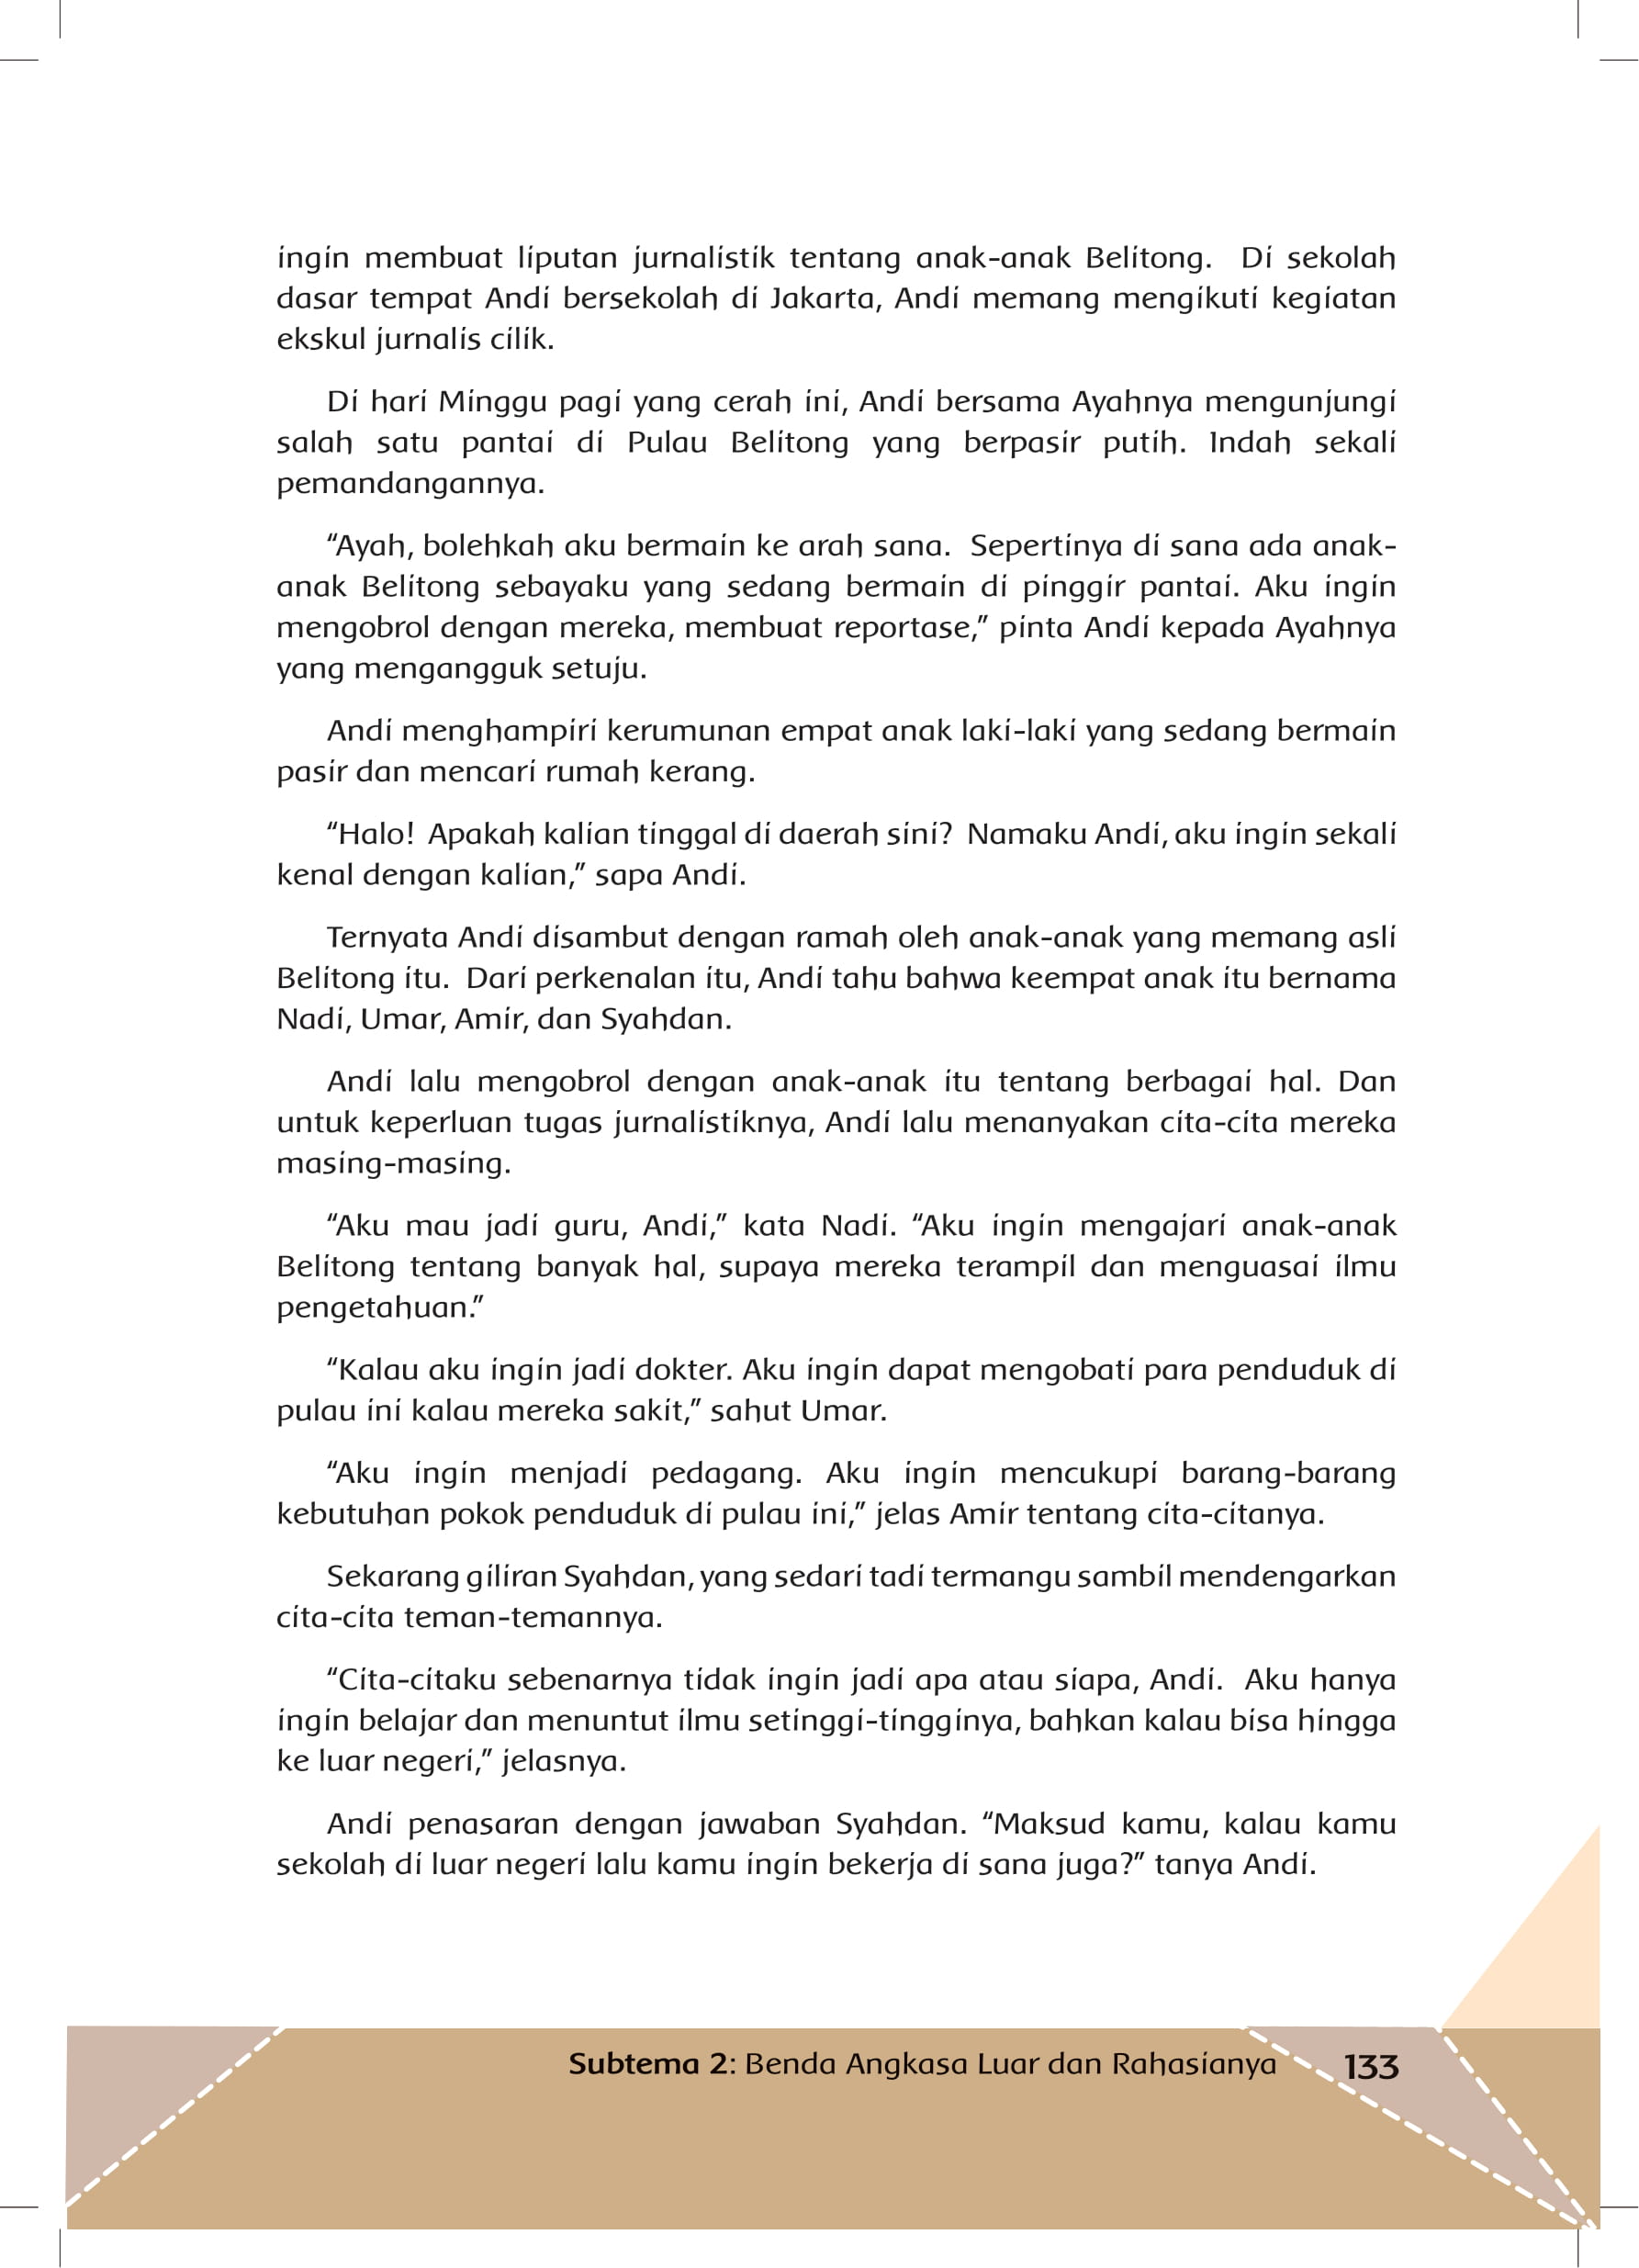 ingin membuat liputan jurnalistik tentang anak-anak Belitong.  Di sekolah
dasar tempat Andi bersekolah di Jakarta, Andi memang mengikuti kegiatan
ekskul jurnalis cilik.
Di hari Minggu pagi yang cerah ini, Andi bersama Ayahnya mengunjungi
salah satu pantai di Pulau Belitong yang berpasir putih. Indah sekali
pemandangannya.
“Ayah, bolehkah aku bermain ke arah sana.  Sepertinya di sana ada anak-
anak Belitong sebayaku yang sedang bermain di pinggir pantai. Aku ingin
mengobrol dengan mereka, membuat reportase,” pinta Andi kepada Ayahnya
yang mengangguk setuju.
Andi menghampiri kerumunan empat anak laki-laki yang sedang bermain
pasir dan mencari rumah kerang.
“Halo!  Apakah kalian tinggal di daerah sini?  Namaku Andi, aku ingin sekali
kenal dengan kalian,” sapa Andi.
Ternyata Andi disambut dengan ramah oleh anak-anak yang memang asli
Belitong itu.  Dari perkenalan itu, Andi tahu bahwa keempat anak itu bernama
Nadi, Umar, Amir, dan Syahdan.
Andi lalu mengobrol dengan anak-anak itu tentang berbagai hal. Dan
untuk keperluan tugas jurnalistiknya, Andi lalu menanyakan cita-cita mereka
masing-masing.
“Aku mau jadi guru, Andi,” kata Nadi. “Aku ingin mengajari anak-anak
Belitong tentang banyak hal, supaya mereka terampil dan menguasai ilmu
pengetahuan.”
“Kalau aku ingin jadi dokter. Aku ingin dapat mengobati para penduduk di
pulau ini kalau mereka sakit,” sahut Umar.
“Aku ingin menjadi pedagang. Aku ingin mencukupi barang-barang
kebutuhan pokok penduduk di pulau ini,” jelas Amir tentang cita-citanya.
Sekarang giliran Syahdan, yang sedari tadi termangu sambil mendengarkan
cita-cita teman-temannya.
“Cita-citaku sebenarnya tidak ingin jadi apa atau siapa, Andi.  Aku hanya
ingin belajar dan menuntut ilmu setinggi-tingginya, bahkan kalau bisa hingga
ke luar negeri,” jelasnya.
Andi penasaran dengan jawaban Syahdan. “Maksud kamu, kalau kamu
sekolah di luar negeri lalu kamu ingin bekerja di sana juga?” tanya Andi.
Subtema 2: Benda Angkasa Luar dan Rahasianya 133